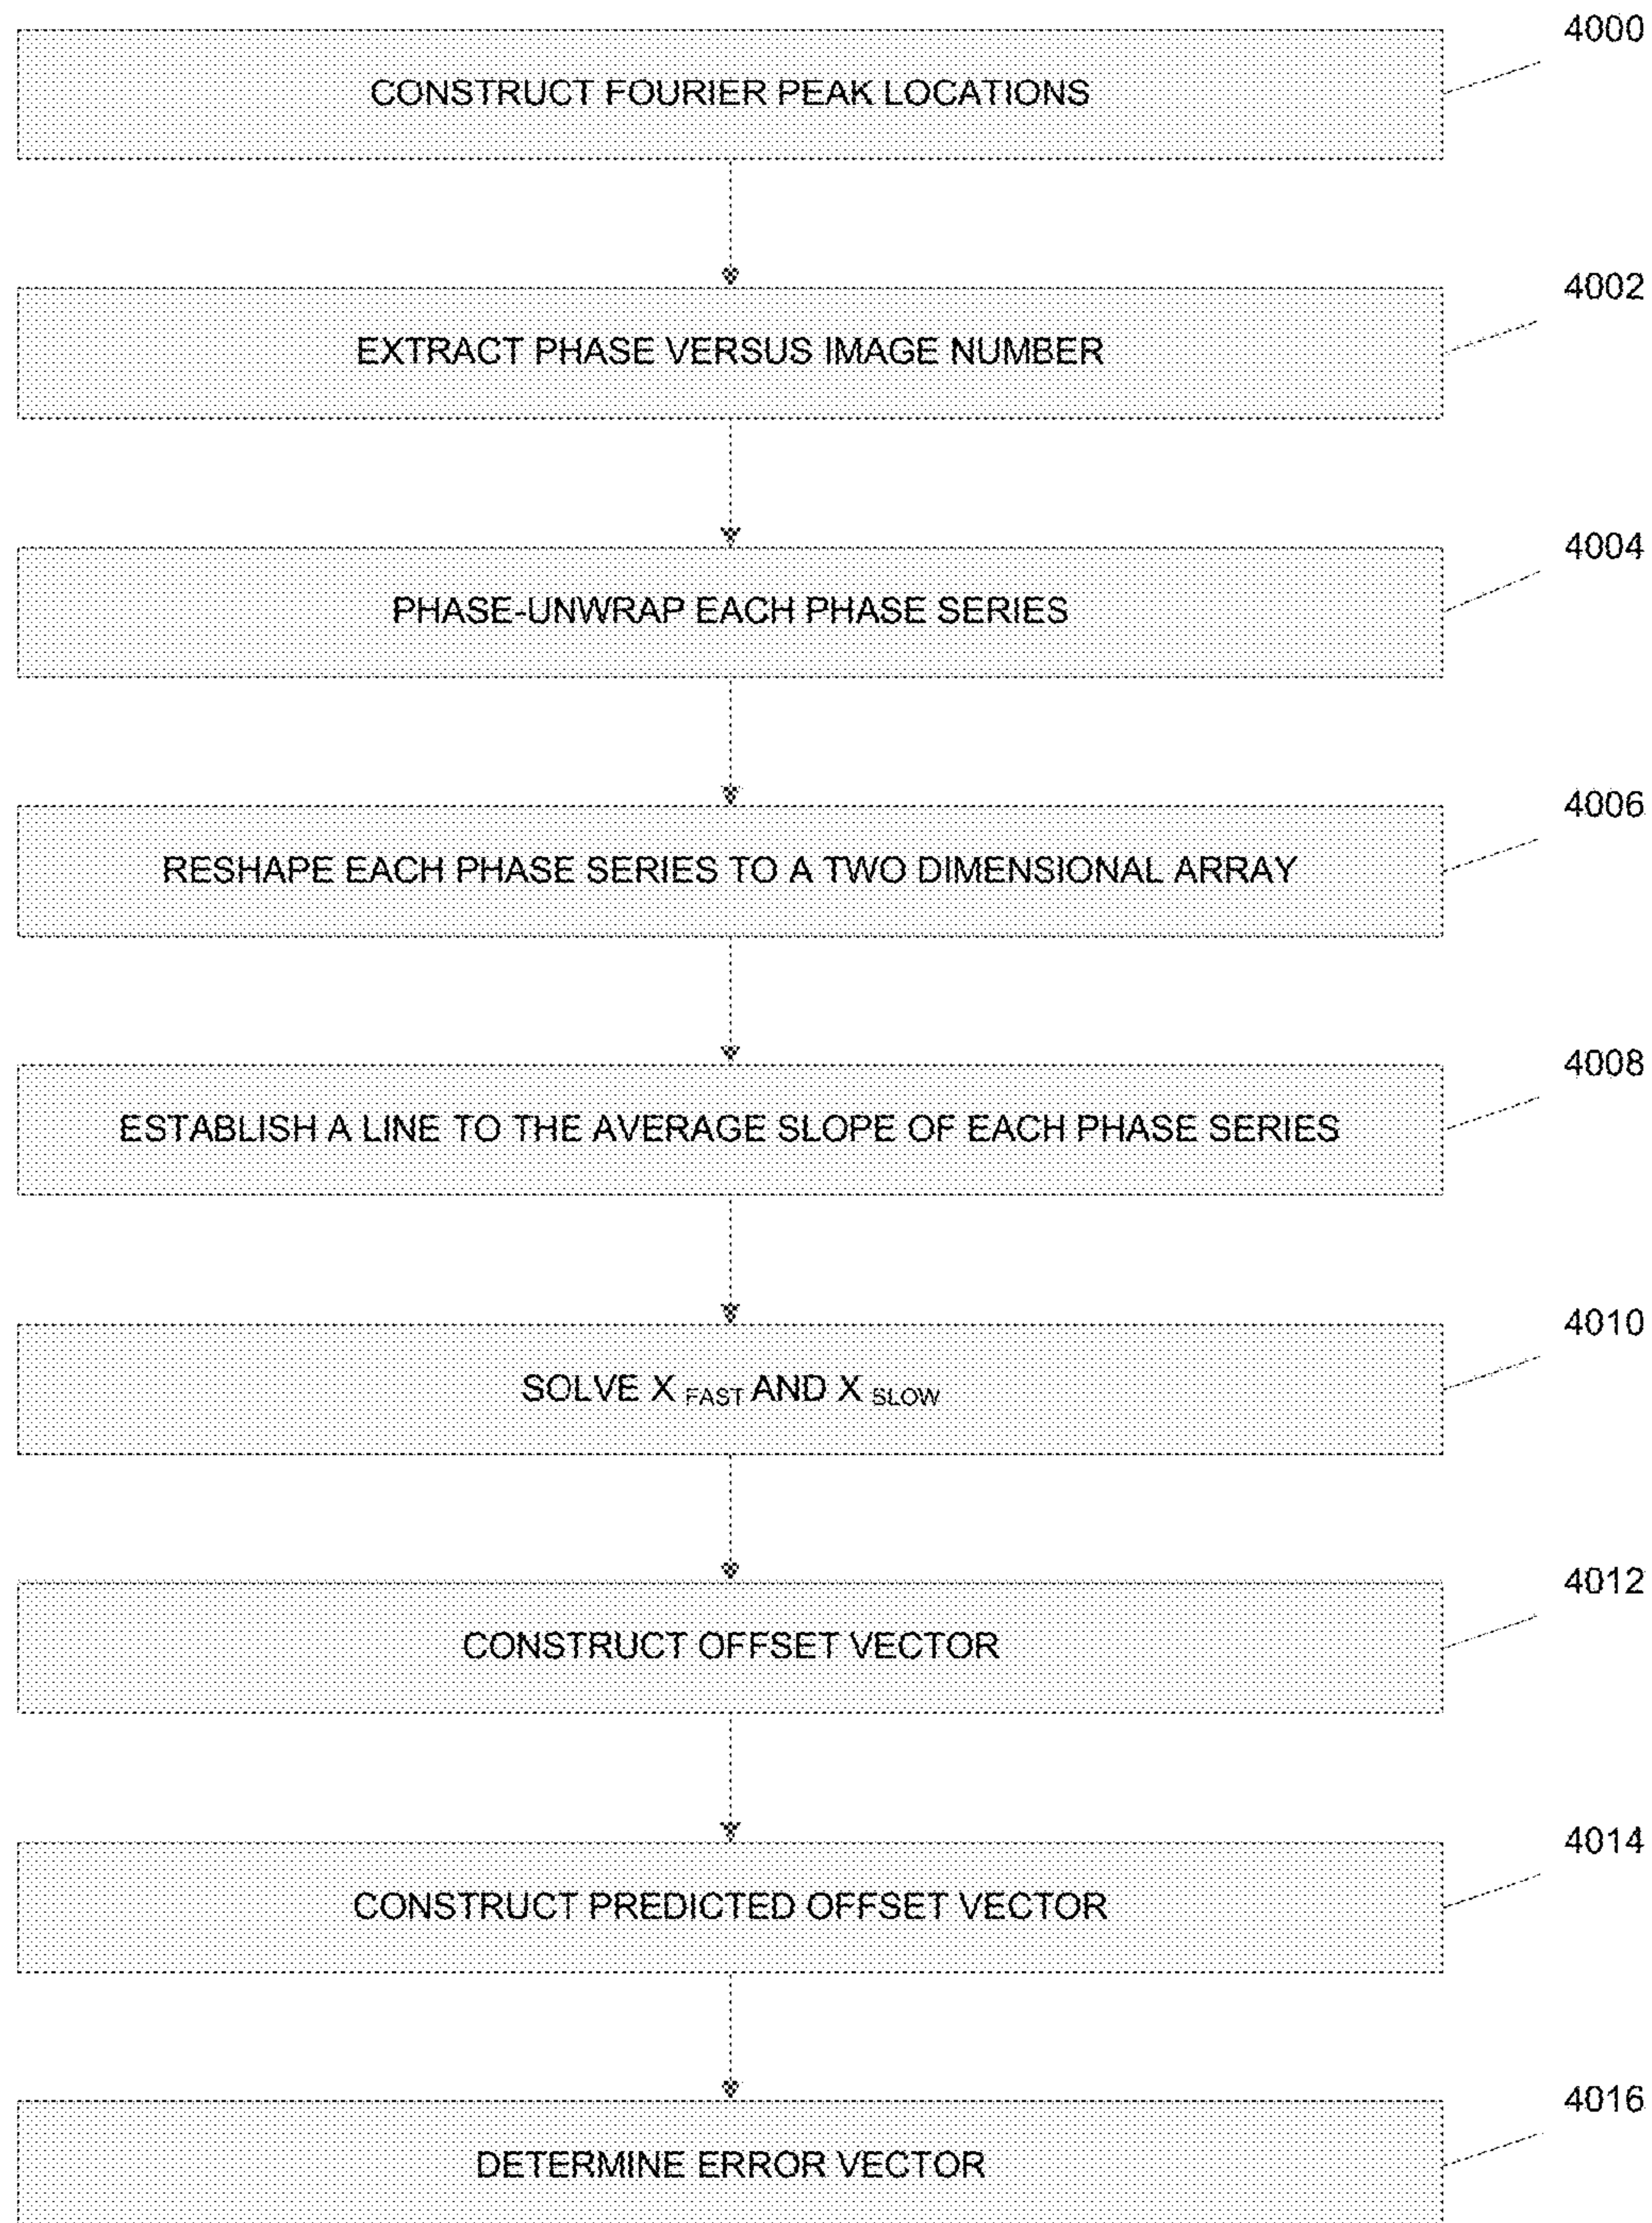 4000
CONSTRUCT FOURIER PEAK LOCATIONS
4002
EXTRACT PHASE VERSUS IMAGE NUMBER
4004
PHASE-UNWRAP EACH PHASE SERIES
4006
RESHAPE EACH PHASE SERIES TO A TWO DIMENSIONAL ARRAY
4008
ESTABLISH A LINE TO THE AVERAGE SLOPE OF EACH PHASE SERIES
4010
SOLVE X FAST AND X SLOW
4012
CONSTRUCT OFFSET VECTOR
4014
CONSTRUCT PREDICTED OFFSET VECTOR
4016
DETERMINE ERROR VECTOR